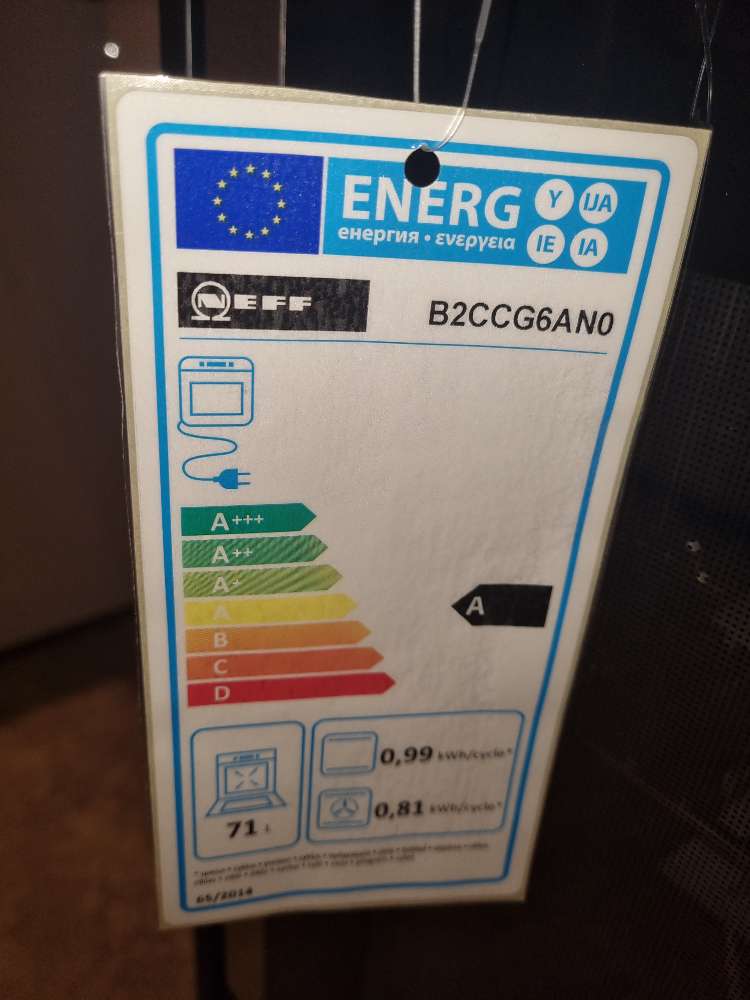 ENERG Y IJA
енергия · ενεργεια IE IA
NEFF B2CCG6AN0
A+++
A++
A+
A
A
B
C
D
0,99 kWh/cycle*
0,81 kWh/cycle*
71 L
65/2014